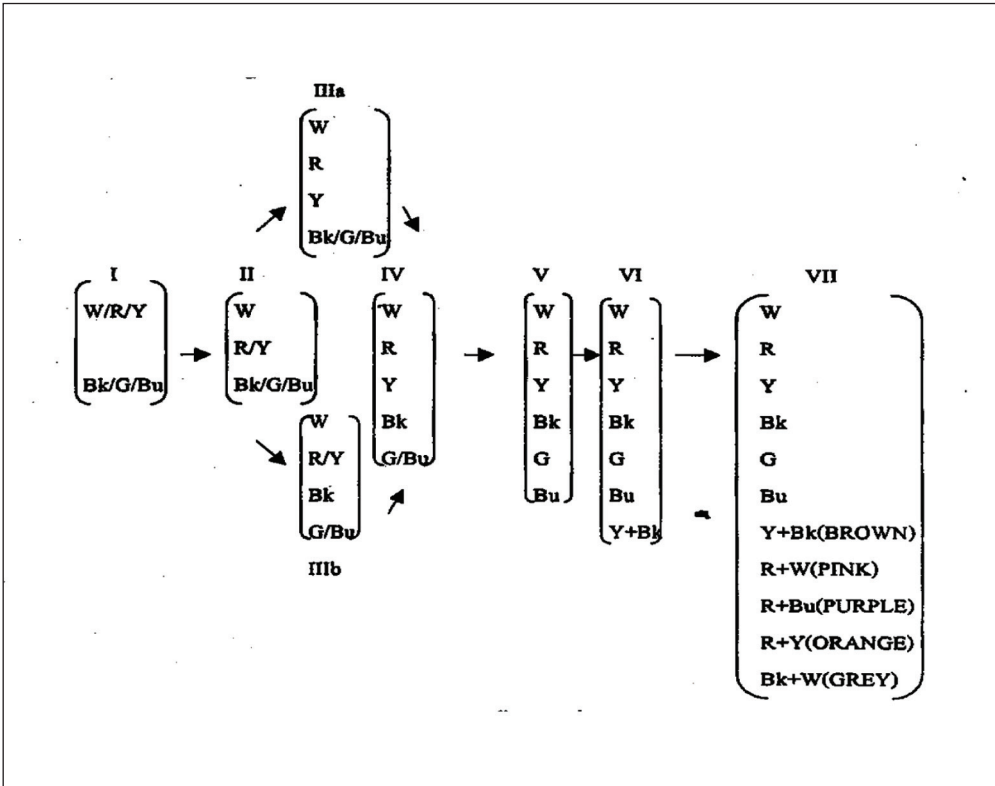 IIIa
W
R
Y
Bk/G/Bu
I
W/R/Y
Bk/G/Bu
II
W
R/Y
Bk/G/Bu
W
R/Y
Bk
G/Bu
IIIb
IV
W
R
Y
Bk
G/Bu
V
W
R
Y
Bk
G
Bu
VI
W
R
Y
Bk
G
Bu
Y+Bk
VII
W
R
Y
Bk
G
Bu
Y+Bk(BROWN)
R+W(PINK)
R+Bu(PURPLE)
R+Y(ORANGE)
Bk+W(GREY)